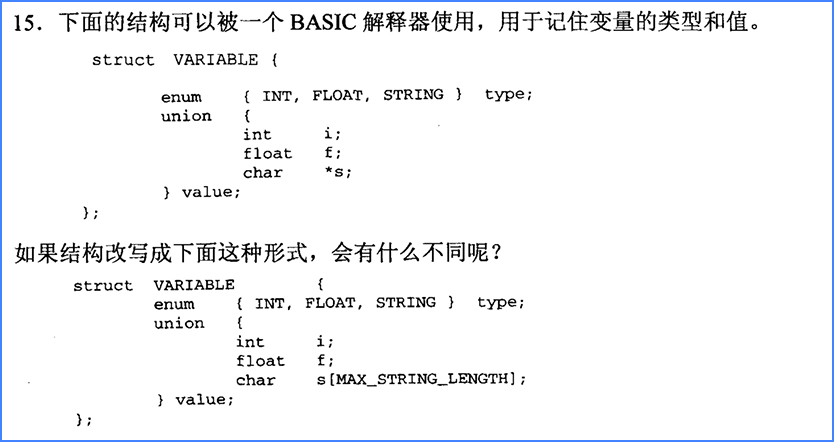 15．下面的结构可以被一个 BASIC 解释器使用，用于记住变量的类型和值。
struct VARIABLE {
enum { INT, FLOAT, STRING } type;
union {
int i;
float f;
char *s;
} value;
};
如果结构改写成下面这种形式，会有什么不同呢？
struct VARIABLE {
enum { INT, FLOAT, STRING } type;
union {
int i;
float f;
char s[MAX_STRING_LENGTH];
} value;
};